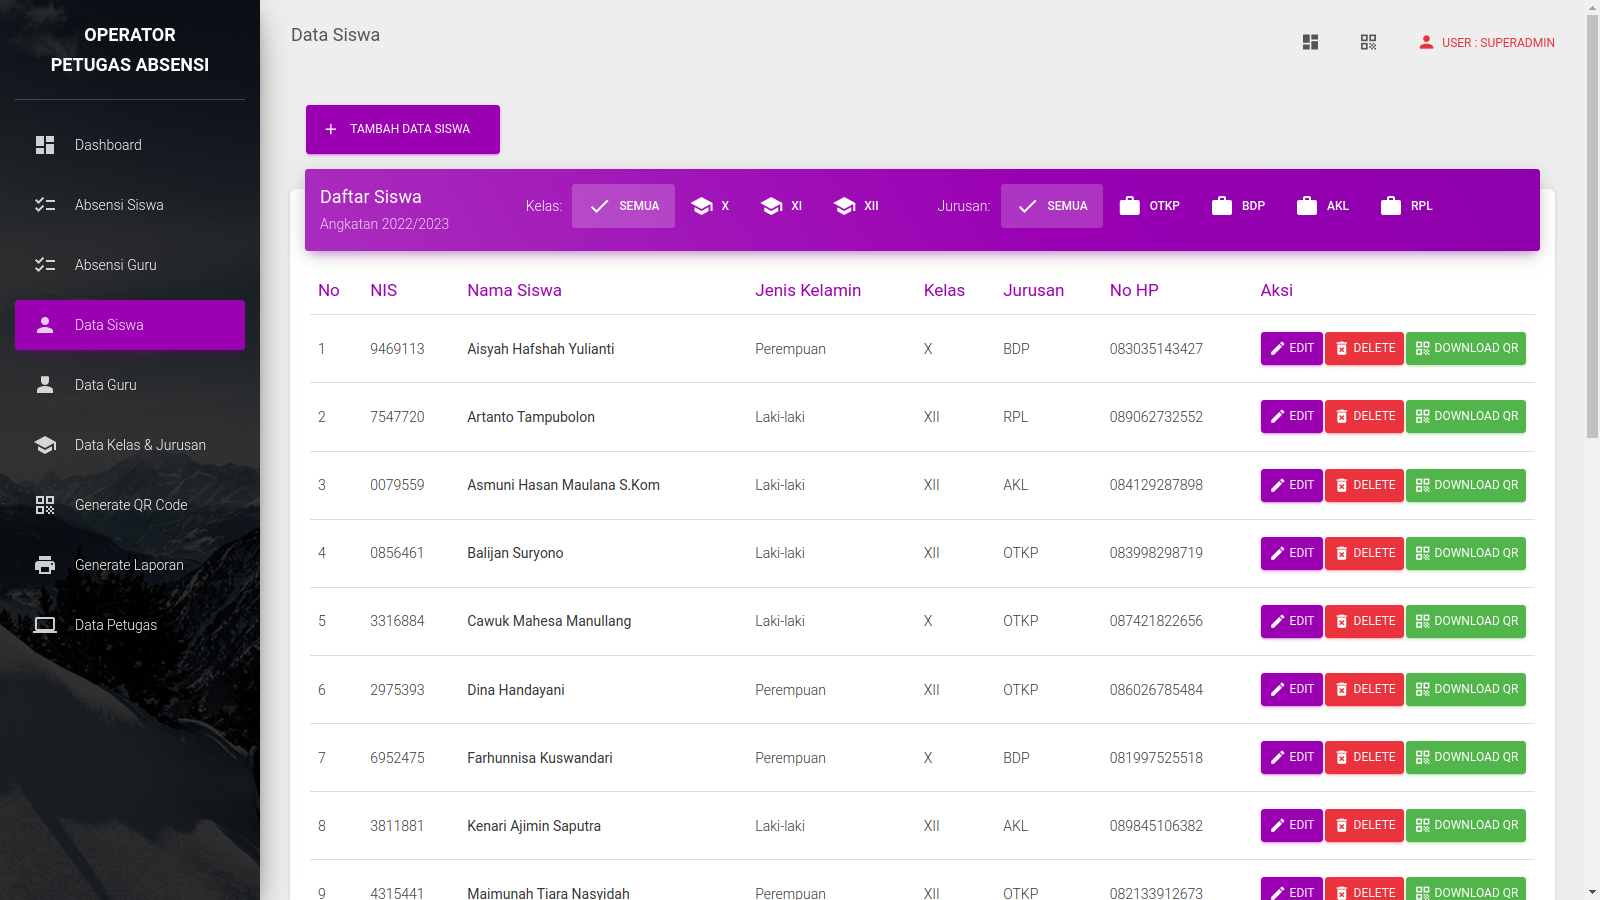 OPERATOR
PETUGAS ABSENSI
Dashboard
Absensi Siswa
Absensi Guru
Data Siswa
Data Guru
Data Kelas & Jurusan
Generate QR Code
Generate Laporan
Data Petugas
Data Siswa
USER : SUPERADMIN
TAMBAH DATA SISWA
Daftar Siswa
Angkatan 2022/2023
Kelas: SEMUA X XI XII Jurusan: SEMUA OTKP BDP AKL RPL
No NIS Nama Siswa Jenis Kelamin Kelas Jurusan No HP Aksi
1 9469113 Aisyah Hafshah Yulianti Perempuan X BDP 083035143427 EDIT DELETE DOWNLOAD QR
2 7547720 Artanto Tampubolon Laki-laki XII RPL 089062732552 EDIT DELETE DOWNLOAD QR
3 0079559 Asmuni Hasan Maulana S.Kom Laki-laki XII AKL 084129287898 EDIT DELETE DOWNLOAD QR
4 0856461 Balijan Suryono Laki-laki XII OTKP 083998298719 EDIT DELETE DOWNLOAD QR
5 3316884 Cawuk Mahesa Manullang Laki-laki X OTKP 087421822656 EDIT DELETE DOWNLOAD QR
6 2975393 Dina Handayani Perempuan XII OTKP 086026785484 EDIT DELETE DOWNLOAD QR
7 6952475 Farhunnisa Kuswandari Perempuan X BDP 081997525518 EDIT DELETE DOWNLOAD QR
8 3811881 Kenari Ajimin Saputra Laki-laki XII AKL 089845106382 EDIT DELETE DOWNLOAD QR
9 4315441 Maimunah Tiara Nasyidah Perempuan XII OTKP 082133912673 EDIT DELETE DOWNLOAD QR